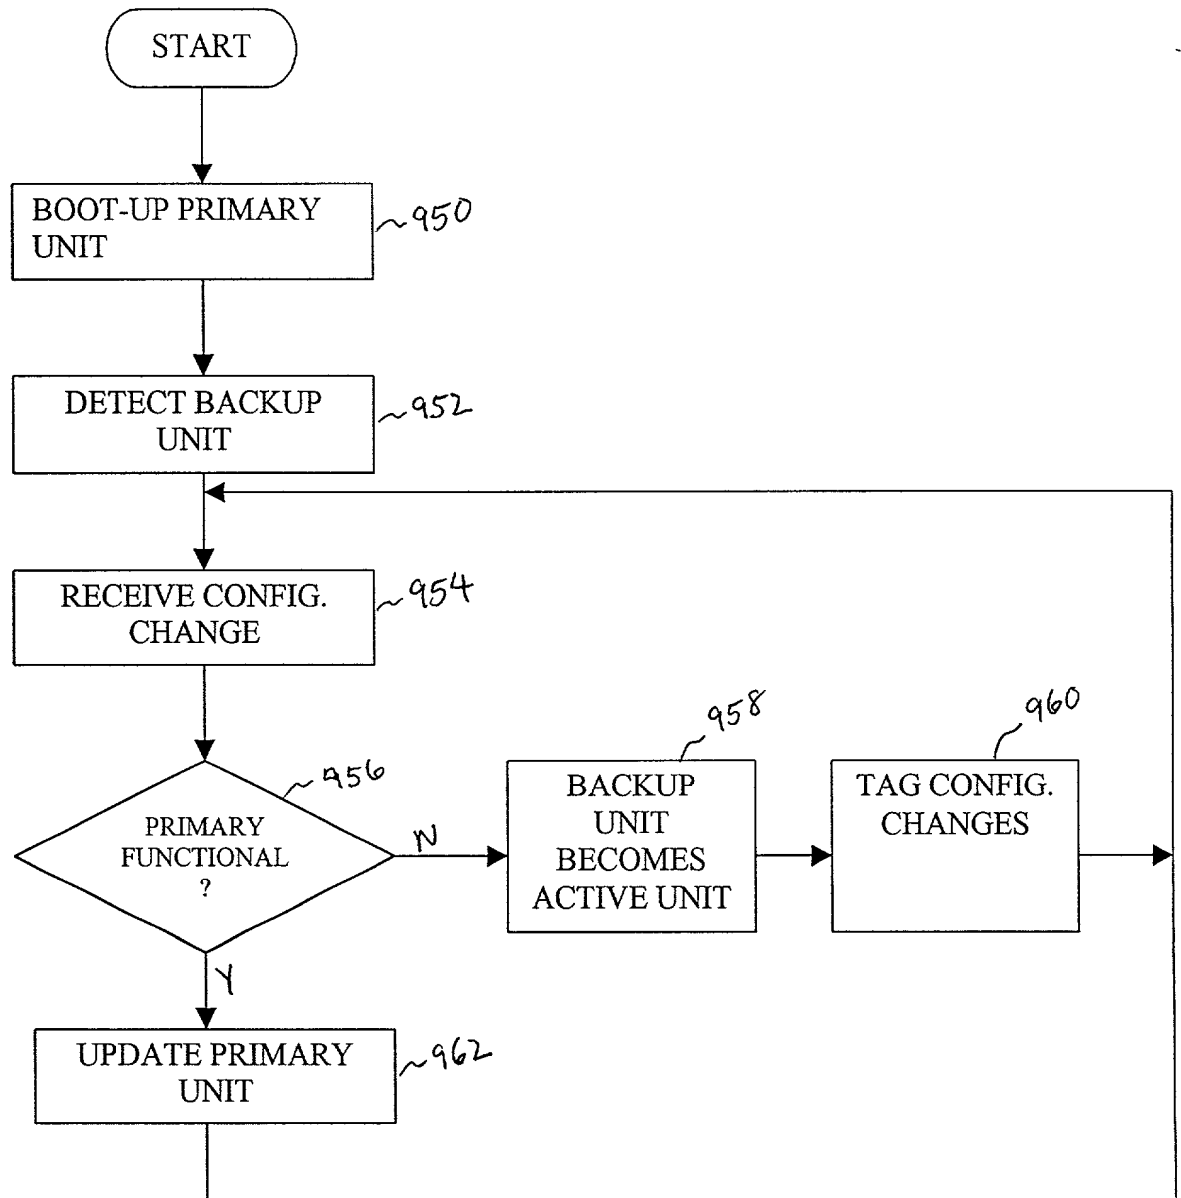 START
BOOT-UP PRIMARY
UNIT
950
DETECT BACKUP
UNIT
952
RECEIVE CONFIG.
CHANGE
954
PRIMARY
FUNCTIONAL
?
956
N
BACKUP
UNIT
BECOMES
ACTIVE UNIT
958
TAG CONFIG.
CHANGES
960
Y
UPDATE PRIMARY
UNIT
962